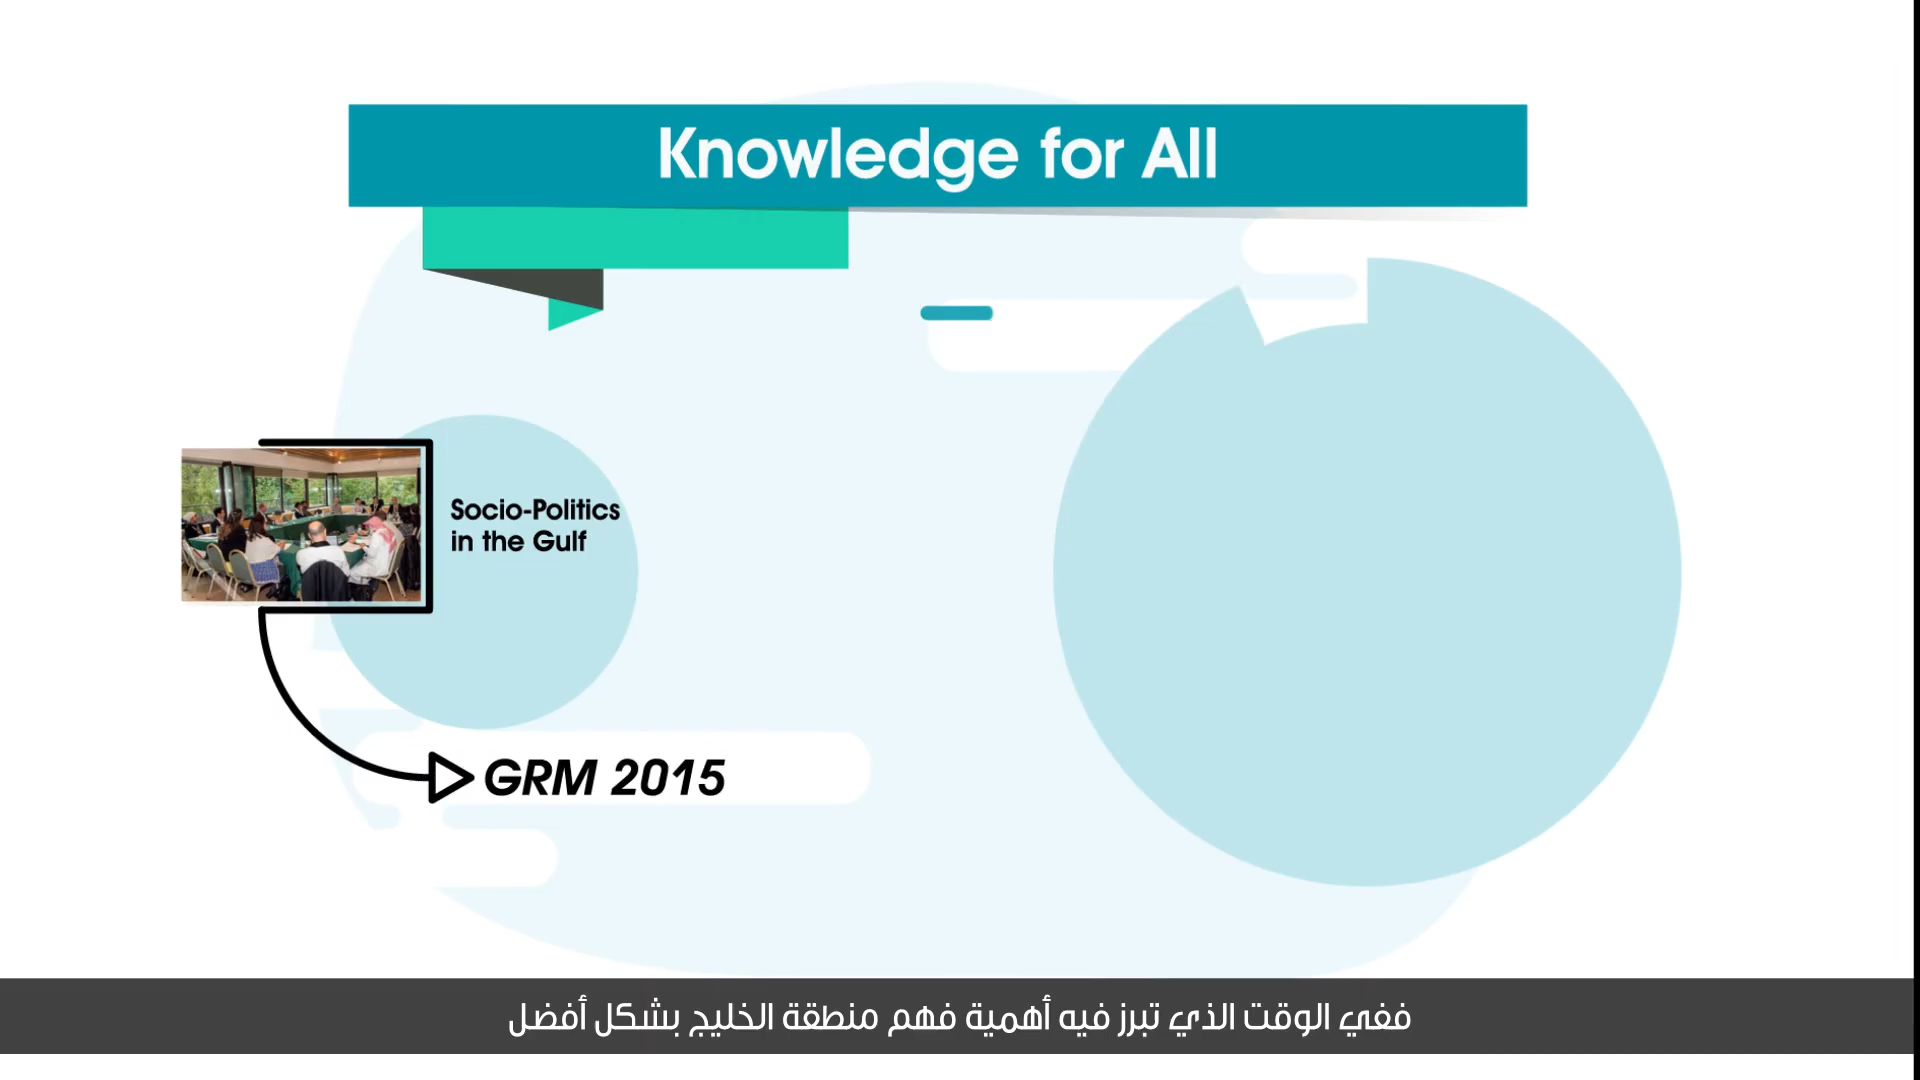 Knowledge for All
Socio-Politics
in the Gulf
GRM 2015
ففي الوقت الذي تبرز فيه أهمية فهم منطقة الخليج بشكل أفضل